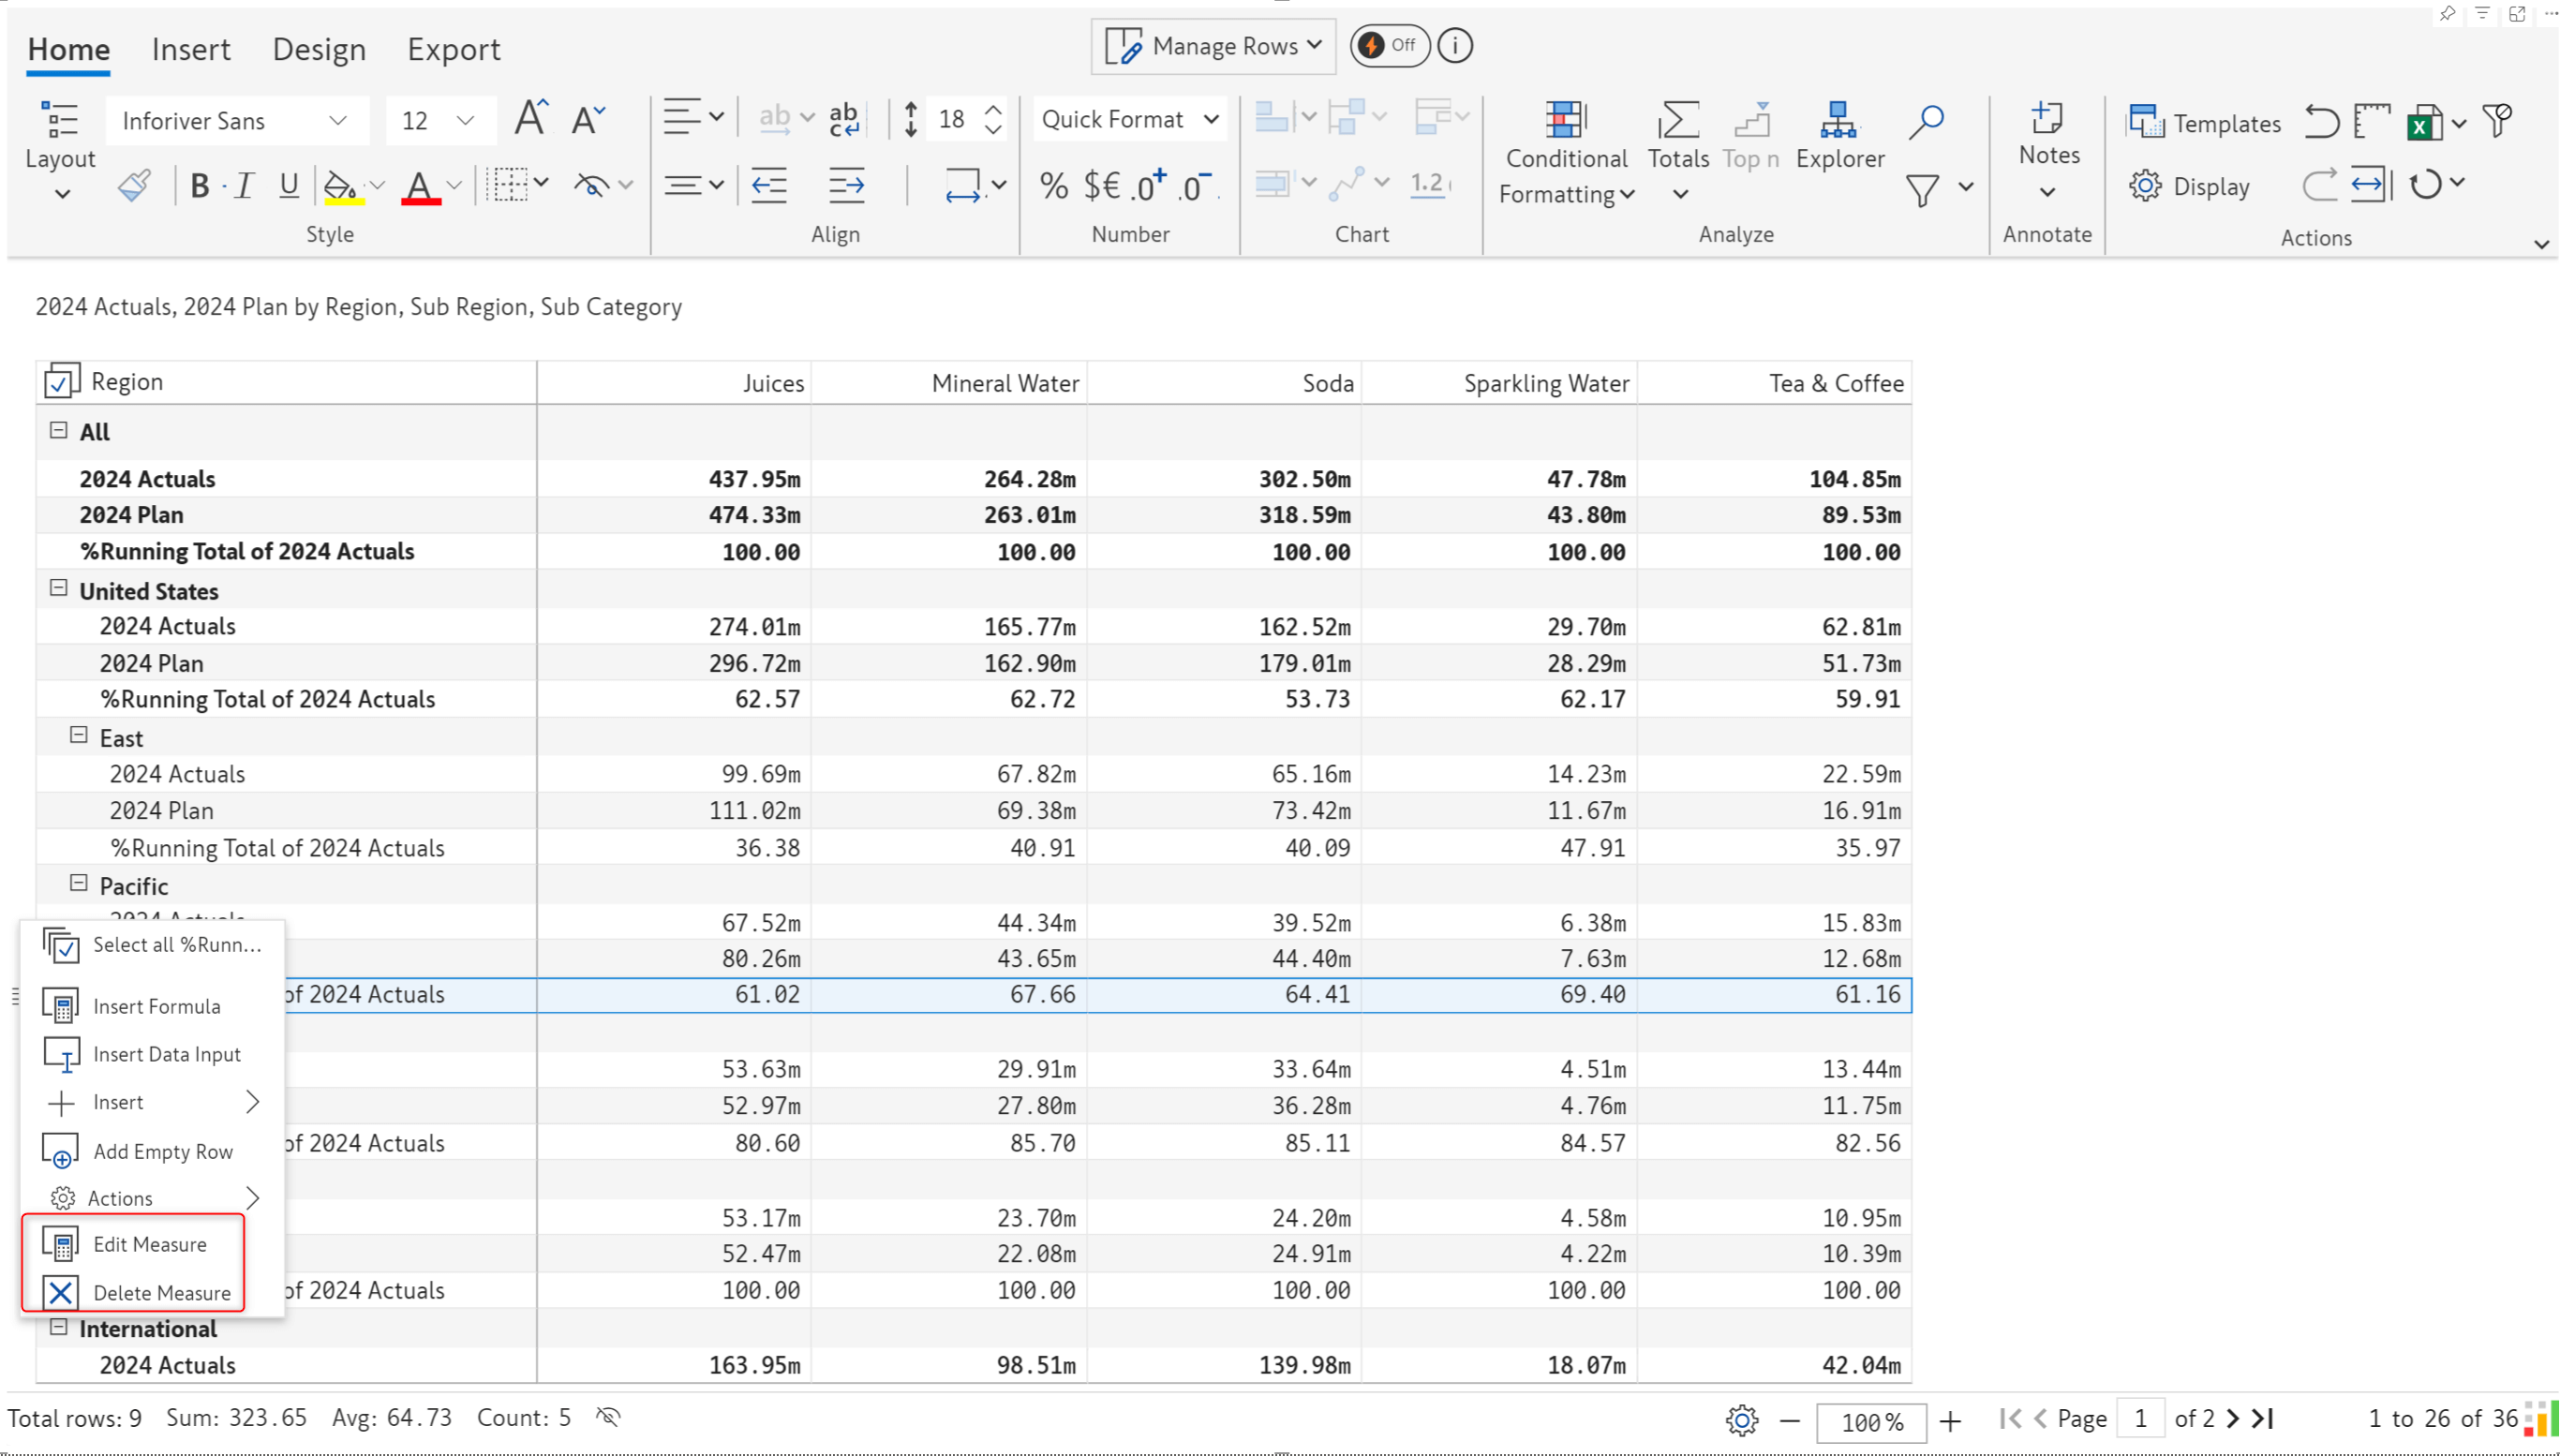 Home Insert Design Export Manage Rows Off
Inforiver Sans 12 18 Quick Format
Layout Conditional Formatting Totals Top n Explorer Notes Templates
B I U A % $€ .0+ .0- 1.2 Display
Style Align Number Chart Analyze Annotate Actions
2024 Actuals, 2024 Plan by Region, Sub Region, Sub Category
Region Juices Mineral Water Soda Sparkling Water Tea & Coffee
All
2024 Actuals 437.95m 264.28m 302.50m 47.78m 104.85m
2024 Plan 474.33m 263.01m 318.59m 43.80m 89.53m
%Running Total of 2024 Actuals 100.00 100.00 100.00 100.00 100.00
United States
2024 Actuals 274.01m 165.77m 162.52m 29.70m 62.81m
2024 Plan 296.72m 162.90m 179.01m 28.29m 51.73m
%Running Total of 2024 Actuals 62.57 62.72 53.73 62.17 59.91
East
2024 Actuals 99.69m 67.82m 65.16m 14.23m 22.59m
2024 Plan 111.02m 69.38m 73.42m 11.67m 16.91m
%Running Total of 2024 Actuals 36.38 40.91 40.09 47.91 35.97
Pacific
2024 Actuals 67.52m 44.34m 39.52m 6.38m 15.83m
Select all %Runn... 80.26m 43.65m 44.40m 7.63m 12.68m
Insert Formula of 2024 Actuals 61.02 67.66 64.41 69.40 61.16
Insert Data Input 53.63m 29.91m 33.64m 4.51m 13.44m
Insert 52.97m 27.80m 36.28m 4.76m 11.75m
Add Empty Row of 2024 Actuals 80.60 85.70 85.11 84.57 82.56
Actions 53.17m 23.70m 24.20m 4.58m 10.95m
Edit Measure 52.47m 22.08m 24.91m 4.22m 10.39m
Delete Measure of 2024 Actuals 100.00 100.00 100.00 100.00 100.00
International
2024 Actuals 163.95m 98.51m 139.98m 18.07m 42.04m
Total rows: 9 Sum: 323.65 Avg: 64.73 Count: 5 100% Page 1 of 2 1 to 26 of 36